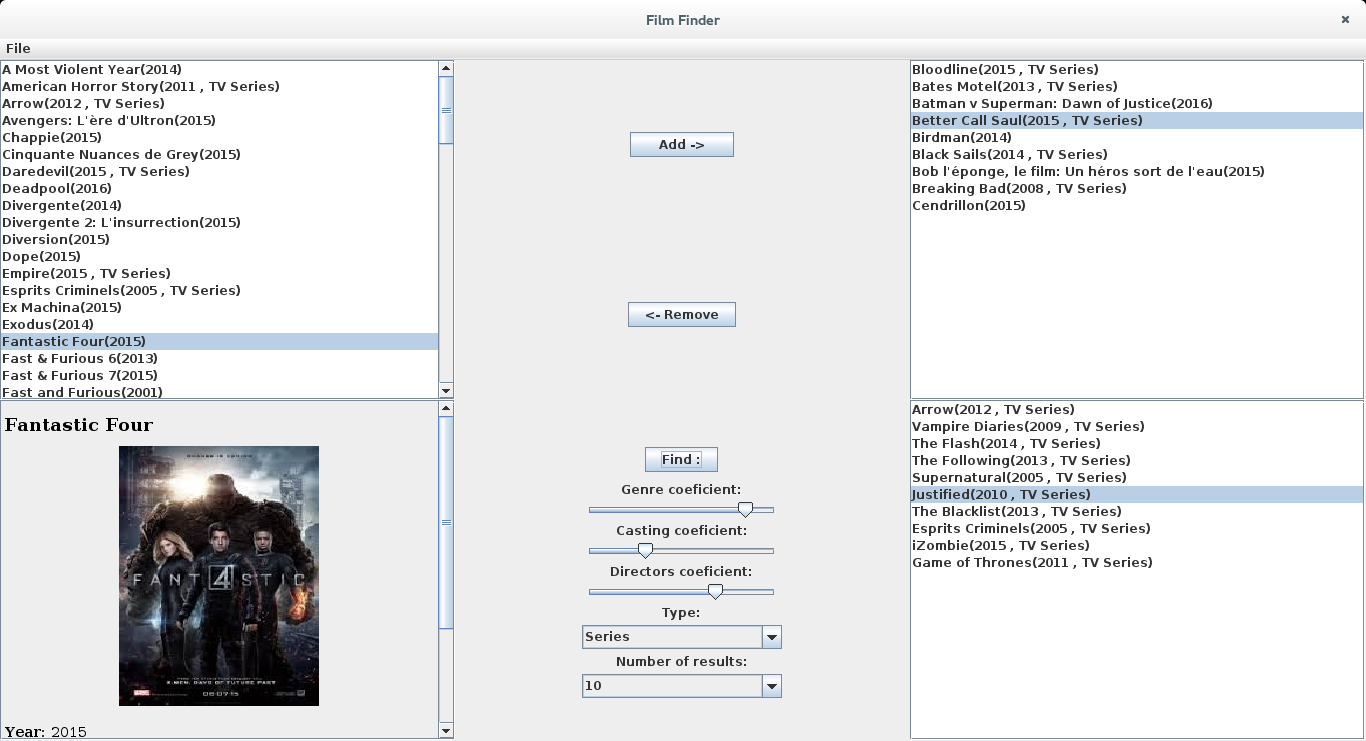 Film Finder
File
A Most Violent Year(2014)
American Horror Story(2011 , TV Series)
Arrow(2012 , TV Series)
Avengers: L'ère d'Ultron(2015)
Chappie(2015)
Cinquante Nuances de Grey(2015)
Daredevil(2015 , TV Series)
Deadpool(2016)
Divergente(2014)
Divergente 2: L'insurrection(2015)
Diversion(2015)
Dope(2015)
Empire(2015 , TV Series)
Esprits Criminels(2005 , TV Series)
Ex Machina(2015)
Exodus(2014)
Fantastic Four(2015)
Fast & Furious 6(2013)
Fast & Furious 7(2015)
Fast and Furious(2001)
Fantastic Four
FANT4STIC
X-MEN: DAYS OF FUTURE PAST
MARVEL
08·07·15
Year: 2015
Add ->
<- Remove
Find :
Genre coeficient:
Casting coeficient:
Directors coeficient:
Type:
Series
Number of results:
10
Bloodline(2015 , TV Series)
Bates Motel(2013 , TV Series)
Batman v Superman: Dawn of Justice(2016)
Better Call Saul(2015 , TV Series)
Birdman(2014)
Black Sails(2014 , TV Series)
Bob l'éponge, le film: Un héros sort de l'eau(2015)
Breaking Bad(2008 , TV Series)
Cendrillon(2015)
Arrow(2012 , TV Series)
Vampire Diaries(2009 , TV Series)
The Flash(2014 , TV Series)
The Following(2013 , TV Series)
Supernatural(2005 , TV Series)
Justified(2010 , TV Series)
The Blacklist(2013 , TV Series)
Esprits Criminels(2005 , TV Series)
iZombie(2015 , TV Series)
Game of Thrones(2011 , TV Series)